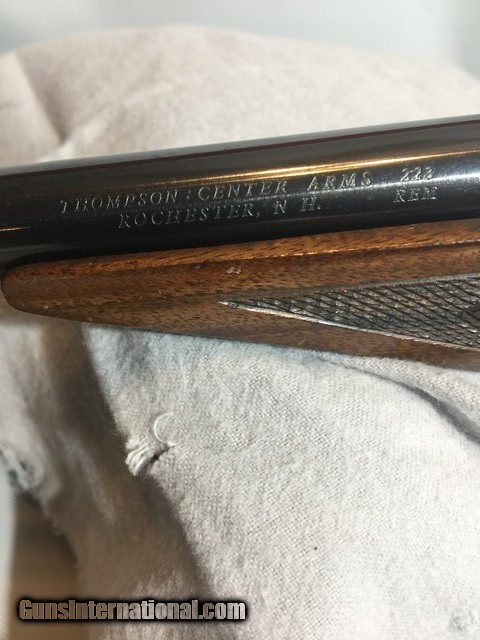 THOMPSON CENTER ARMS 223
ROCHESTER, N H. REM
GunsInternational.com